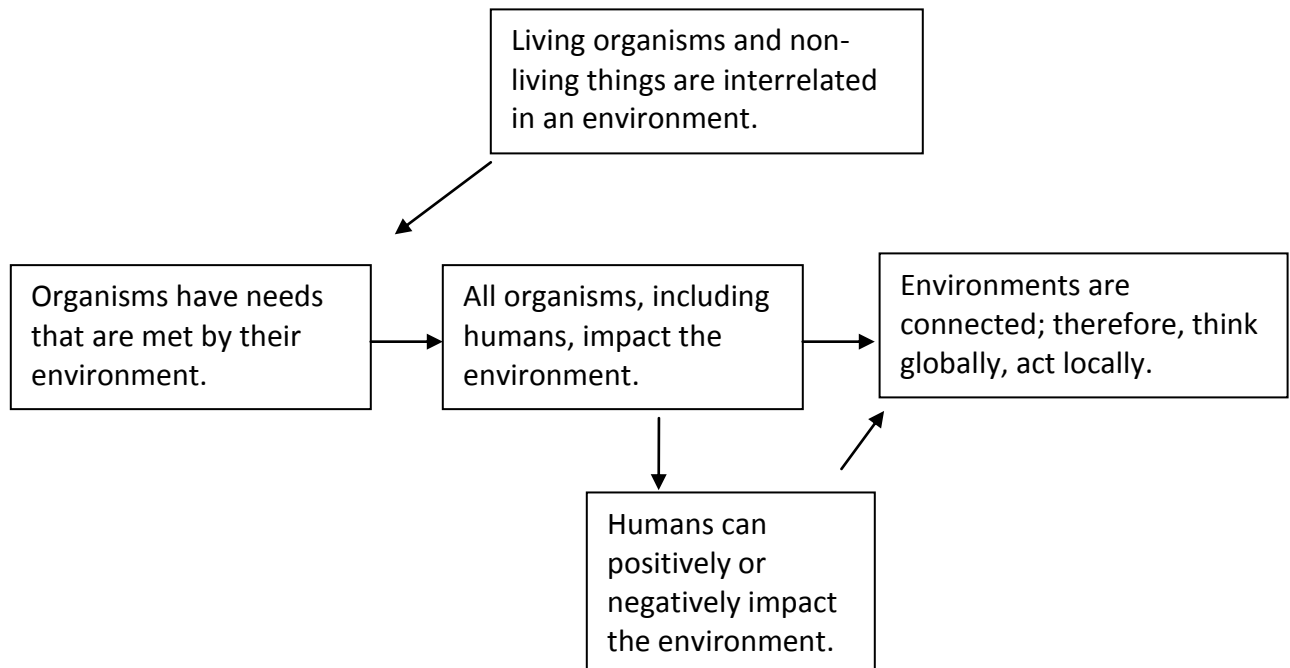 Living organisms and non-
living things are interrelated
in an environment.
Organisms have needs
that are met by their
environment.
All organisms, including
humans, impact the
environment.
Environments are
connected; therefore, think
globally, act locally.
Humans can
positively or
negatively impact
the environment.